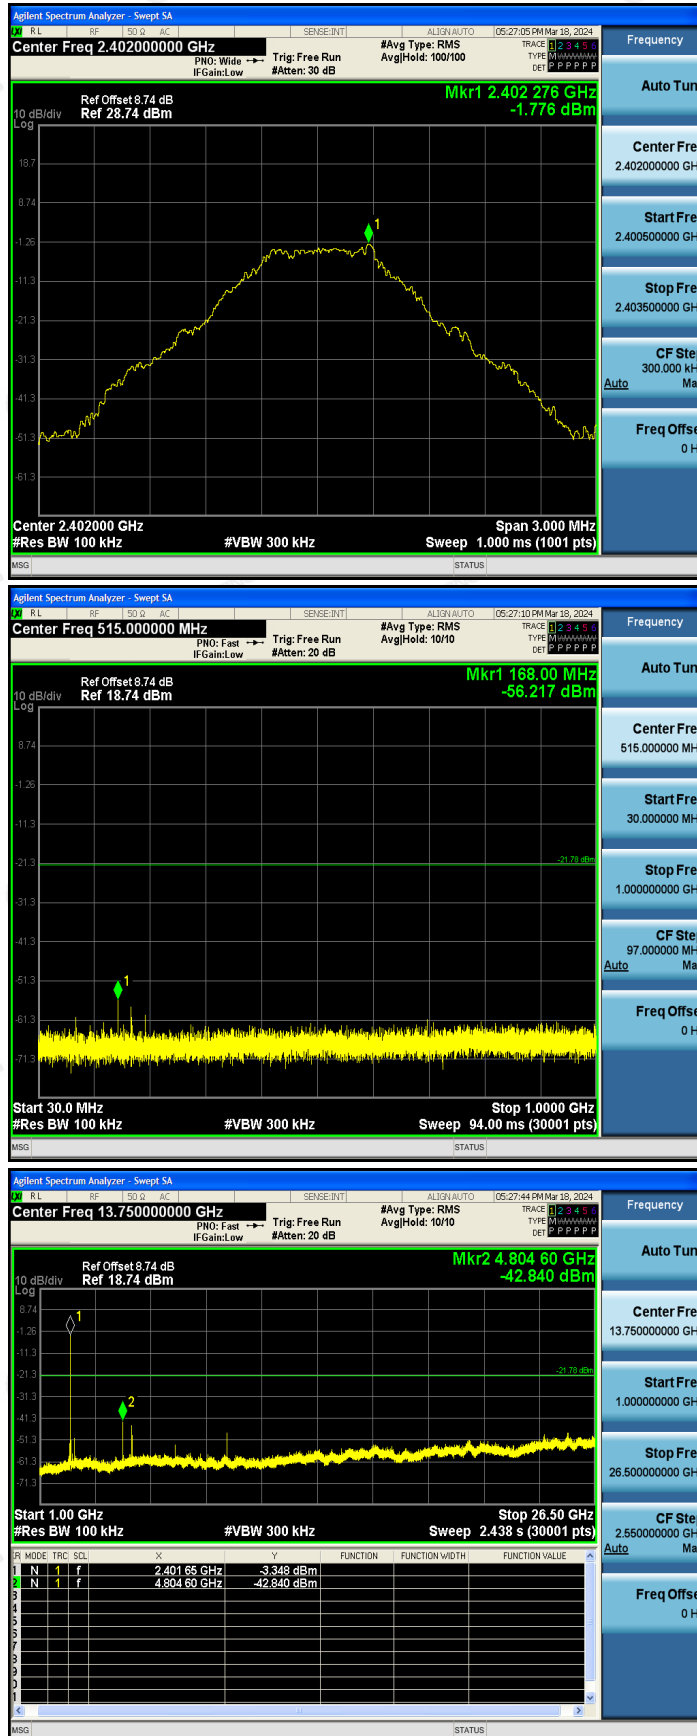 Agilent Spectrum Analyzer - Swept SA
LXI RL RF 50 Ω AC SENSE:INT ALIGN AUTO 05:27:05 PM Mar 18, 2024
Center Freq 2.402000000 GHz #Avg Type: RMS TRACE 1 2 3 4 5 6 Frequency
PNO: Wide Trig: Free Run Avg|Hold: 100/100 TYPE M WWWWW
IFGain:Low #Atten: 30 dB DET P P P P P P
Auto Tun
Ref Offset 8.74 dB Mkr1 2.402 276 GHz
10 dB/div Ref 28.74 dBm -1.776 dBm
Log
Center Fre
2.402000000 GH
18.7
8.74
Start Fre
2.400500000 GH
1
-1.26
-11.3
Stop Fre
2.403500000 GH
-21.3
-31.3
CF Ste
300.000 kH
Auto Ma
-41.3
-51.3
Freq Offse
0 H
-61.3
Center 2.402000 GHz Span 3.000 MHz
#Res BW 100 kHz #VBW 300 kHz Sweep 1.000 ms (1001 pts)
MSG STATUS
Agilent Spectrum Analyzer - Swept SA
LXI RL RF 50 Ω AC SENSE:INT ALIGN AUTO 05:27:10 PM Mar 18, 2024
Center Freq 515.000000 MHz #Avg Type: RMS TRACE 1 2 3 4 5 6 Frequency
PNO: Fast Trig: Free Run Avg|Hold: 10/10 TYPE M WWWWW
IFGain:Low #Atten: 20 dB DET P P P P P P
Auto Tun
Ref Offset 8.74 dB Mkr1 168.00 MHz
10 dB/div Ref 18.74 dBm -56.217 dBm
Log
Center Fre
515.000000 MH
8.74
-1.26
Start Fre
30.000000 MH
-11.3
-21.3 -21.78 dBm
Stop Fre
1.000000000 GH
-31.3
-41.3
CF Ste
97.000000 MH
Auto Ma
-51.3
1
-61.3
Freq Offse
0 H
-71.3
Start 30.0 MHz Stop 1.0000 GHz
#Res BW 100 kHz #VBW 300 kHz Sweep 94.00 ms (30001 pts)
MSG STATUS
Agilent Spectrum Analyzer - Swept SA
LXI RL RF 50 Ω AC SENSE:INT ALIGN AUTO 05:27:44 PM Mar 18, 2024
Center Freq 13.750000000 GHz #Avg Type: RMS TRACE 1 2 3 4 5 6 Frequency
PNO: Fast Trig: Free Run Avg|Hold: 10/10 TYPE M WWWWW
IFGain:Low #Atten: 20 dB DET P P P P P P
Auto Tun
Ref Offset 8.74 dB Mkr2 4.804 60 GHz
10 dB/div Ref 18.74 dBm -42.840 dBm
Log
8.74
1
-1.26
Center Fre
13.750000000 GH
-11.3
-21.3 -21.78 dBm
Start Fre
1.000000000 GH
-31.3
2
-41.3
-51.3
Stop Fre
26.500000000 GH
-61.3
-71.3
Start 1.00 GHz Stop 26.50 GHz
#Res BW 100 kHz #VBW 300 kHz Sweep 2.438 s (30001 pts)
CF Ste
2.550000000 GH
Auto Ma
MODE TRC SCL X Y FUNCTION FUNCTION WIDTH FUNCTION VALUE
1 N 1 f 2.401 65 GHz -3.348 dBm
2 N 1 f 4.804 60 GHz -42.840 dBm
3
4
5
6
7
8
9
Freq Offse
0 H
MSG STATUS